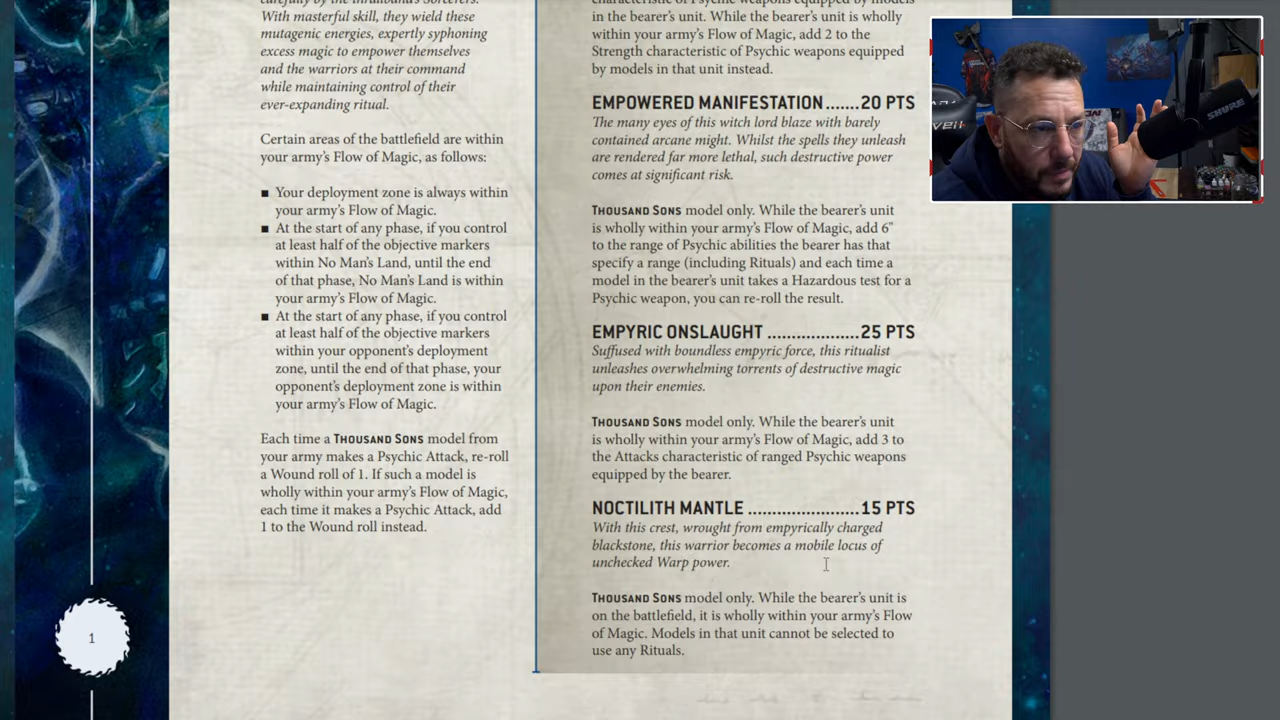 carefully by the thrallband's Sorcerers.
With masterful skill, they wield these
mutagenic energies, expertly syphoning
excess magic to empower themselves
and the warriors at their command
while maintaining control of their
ever-expanding ritual.
Certain areas of the battlefield are within
your army's Flow of Magic, as follows:
■ Your deployment zone is always within
your army's Flow of Magic.
■ At the start of any phase, if you control
at least half of the objective markers
within No Man's Land, until the end
of that phase, No Man's Land is within
your army's Flow of Magic.
■ At the start of any phase, if you control
at least half of the objective markers
within your opponent's deployment
zone, until the end of that phase, your
opponent's deployment zone is within
your army's Flow of Magic.
Each time a THOUSAND SONS model from
your army makes a Psychic Attack, re-roll
a Wound roll of 1. If such a model is
wholly within your army's Flow of Magic,
each time it makes a Psychic Attack, add
1 to the Wound roll instead.
1
characteristic of Psychic weapons equipped by models
in the bearer's unit. While the bearer's unit is wholly
within your army's Flow of Magic, add 2 to the
Strength characteristic of Psychic weapons equipped
by models in that unit instead.
EMPOWERED MANIFESTATION.......20 PTS
The many eyes of this witch lord blaze with barely
contained arcane might. Whilst the spells they unleash
are rendered far more lethal, such destructive power
comes at significant risk.
THOUSAND SONS model only. While the bearer's unit
is wholly within your army's Flow of Magic, add 6"
to the range of Psychic abilities the bearer has that
specify a range (including Rituals) and each time a
model in the bearer's unit takes a Hazardous test for a
Psychic weapon, you can re-roll the result.
EMPYRIC ONSLAUGHT ..................25 PTS
Suffused with boundless empyric force, this ritualist
unleashes overwhelming torrents of destructive magic
upon their enemies.
THOUSAND SONS model only. While the bearer's unit
is wholly within your army's Flow of Magic, add 3 to
the Attacks characteristic of ranged Psychic weapons
equipped by the bearer.
NOCTILITH MANTLE ......................15 PTS
With this crest, wrought from empyrically charged
blackstone, this warrior becomes a mobile locus of
unchecked Warp power.
THOUSAND SONS model only. While the bearer's unit is
on the battlefield, it is wholly within your army's Flow
of Magic. Models in that unit cannot be selected to
use any Rituals.
SHURE